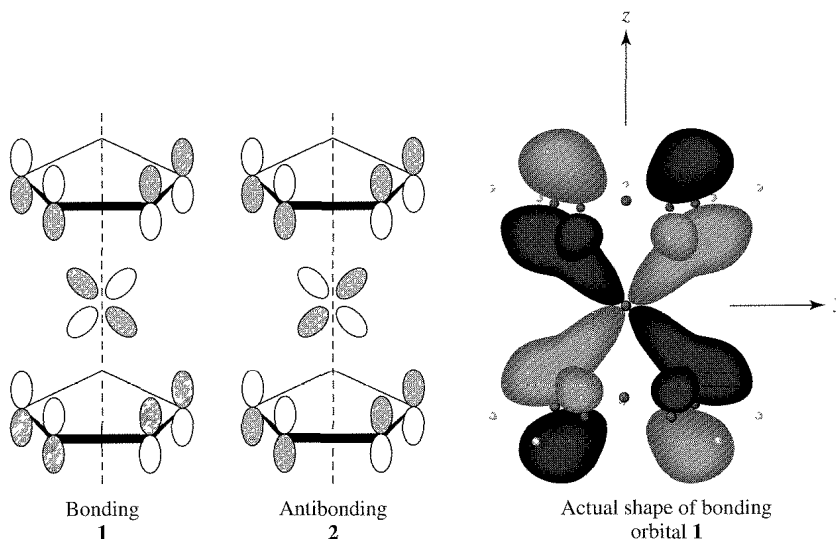 z
y
Bonding
1
Antibonding
2
Actual shape of bonding
orbital 1